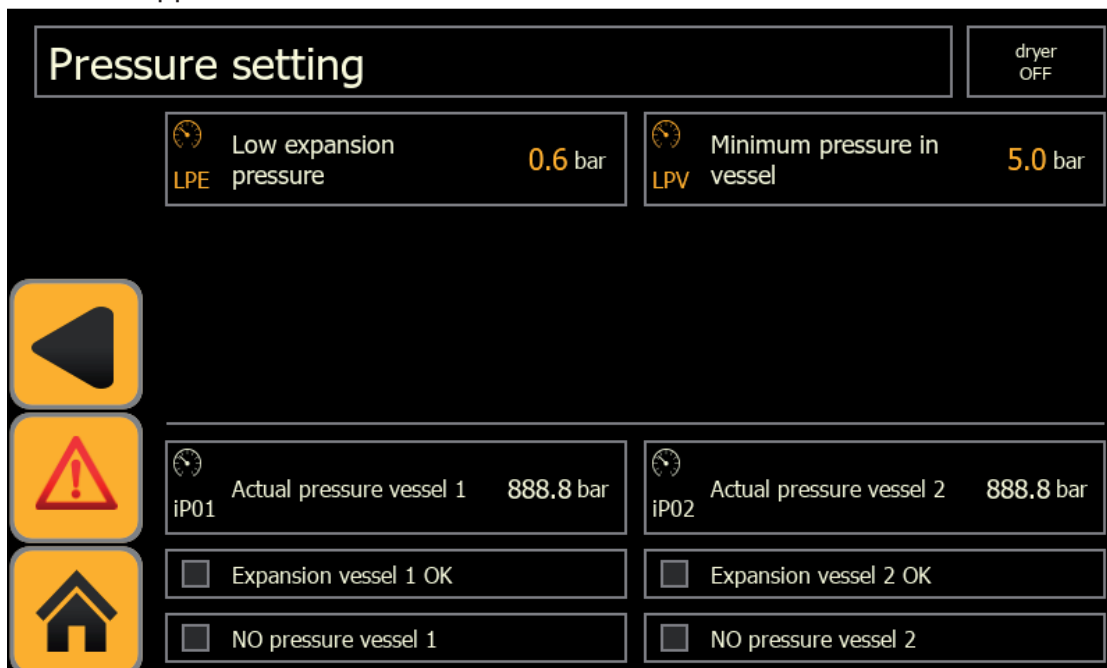 Pressure setting
dryer
OFF
LPE
Low expansion
pressure
0.6 bar
LPV
Minimum pressure in
vessel
5.0 bar
iP01
Actual pressure vessel 1
888.8 bar
iP02
Actual pressure vessel 2
888.8 bar
Expansion vessel 1 OK
Expansion vessel 2 OK
NO pressure vessel 1
NO pressure vessel 2